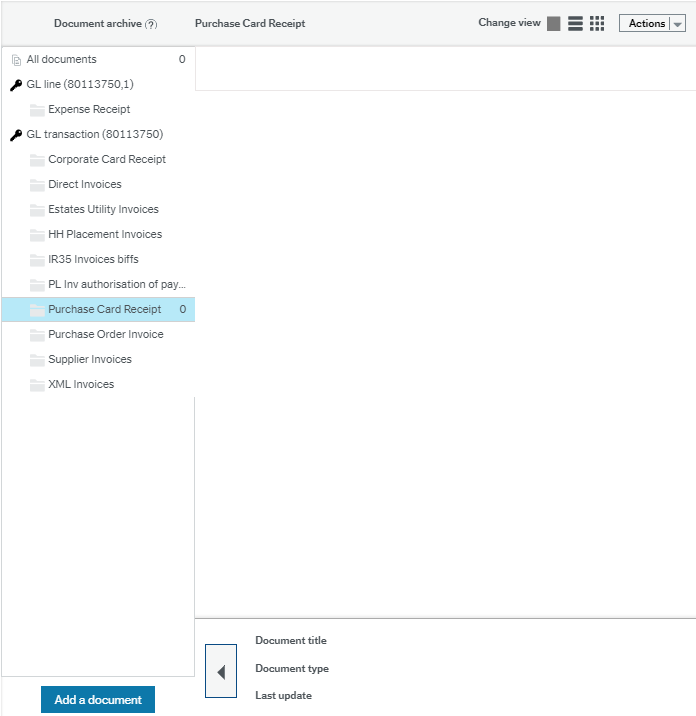 Document archive (?)
Purchase Card Receipt
Change view
Actions
All documents 0
GL line (80113750,1)
Expense Receipt
GL transaction (80113750)
Corporate Card Receipt
Direct Invoices
Estates Utility Invoices
HH Placement Invoices
IR35 Invoices biffs
PL Inv authorisation of pay...
Purchase Card Receipt 0
Purchase Order Invoice
Supplier Invoices
XML Invoices
Document title
Document type
Last update
Add a document